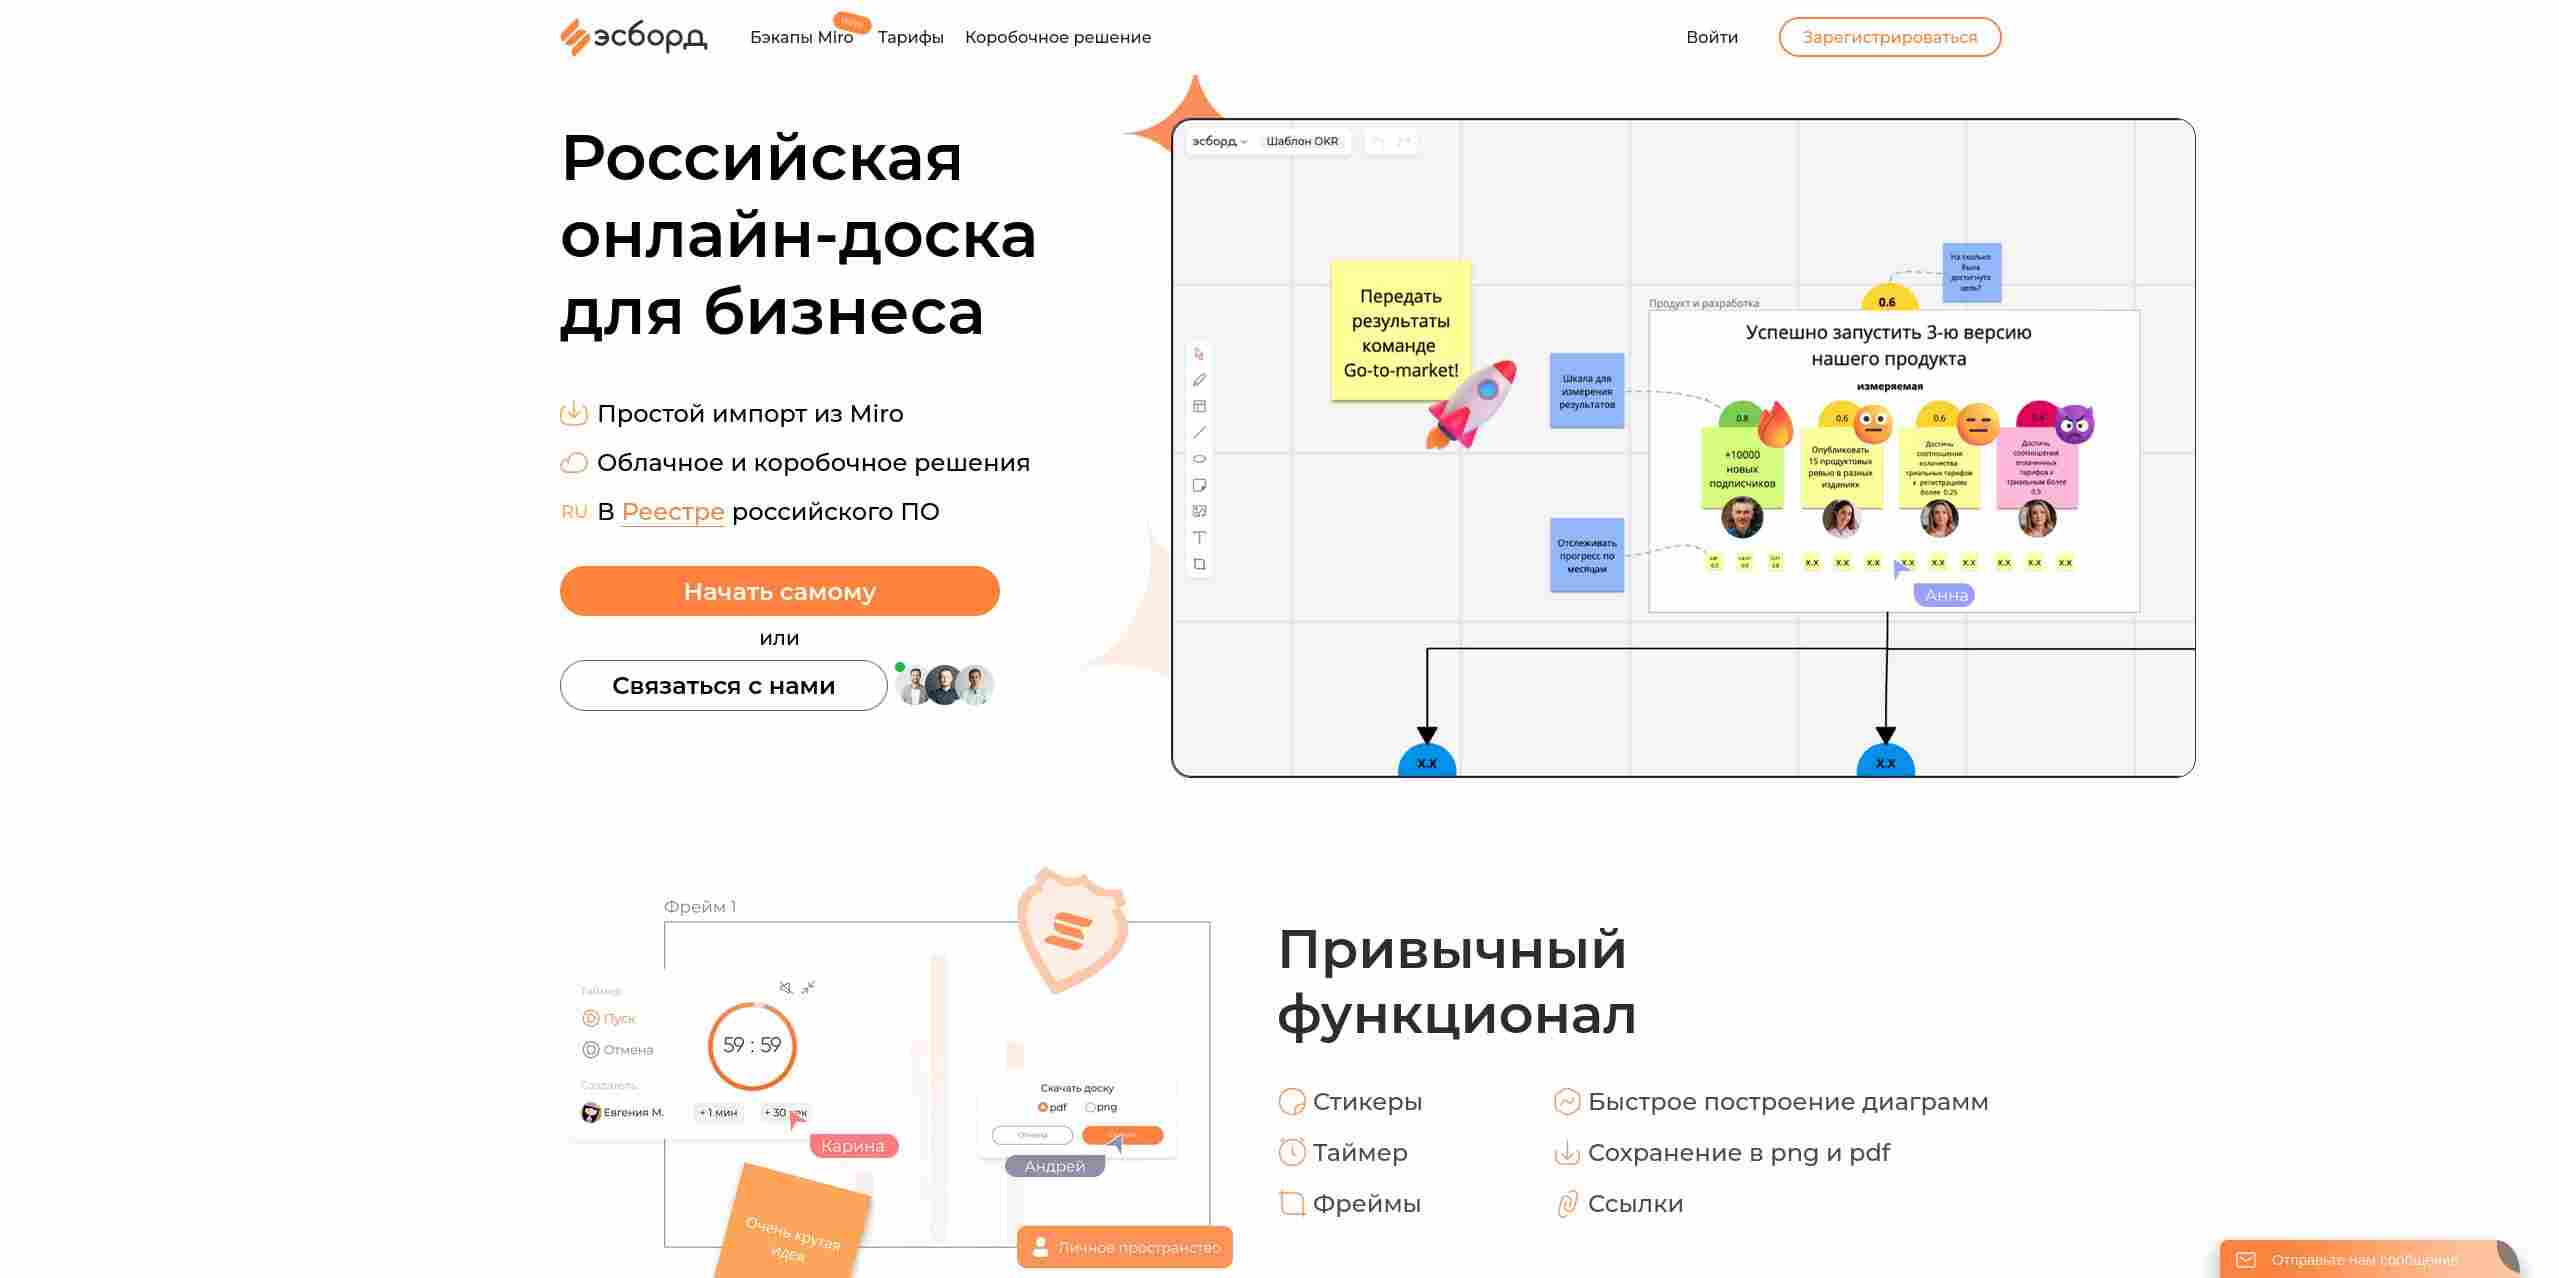 эсборд
Бэкапы Miro
New
Тарифы
Коробочное решение
Войти
Зарегистрироваться
Российская
онлайн-доска
для бизнеса
Простой импорт из Miro
Облачное и коробочное решения
RU В Реестре российского ПО
Начать самому
или
Связаться с нами
эсборд
Шаблон OKR
Передать
результаты
команде
Go-to-market!
На сколько
была
достигнута
цель?
0.6
Продукт и разработка
Успешно запустить 3-ю версию
нашего продукта
измеряемая
Шкала для
измерения
результатов
0.8
+10000
новых
подписчиков
0.6
Опубликовать
15 продуктовых
ревью в разных
изданиях
0.6
Достичь
соотношения
количества
триальных тарифов
к регистрациям
более 0.25
Достичь
соотношения
оплаченных
тарифов к
триальным более
0.5
Отслеживать
прогресс по
месяцам
x.x x.x x.x x.x x.x x.x x.x x.x x.x
Анна
x.x
x.x
Фрейм 1
Таймер
Пуск
Отмена
59 : 59
Создатель
Евгения М.
+ 1 мин
+ 30 сек
Карина
Скачать доску
pdf
png
Отмена
Андрей
Очень крутая
идея
Личное пространство
Привычный
функционал
Стикеры
Быстрое построение диаграмм
Таймер
Сохранение в png и pdf
Фреймы
Ссылки
Отправьте нам сообщение